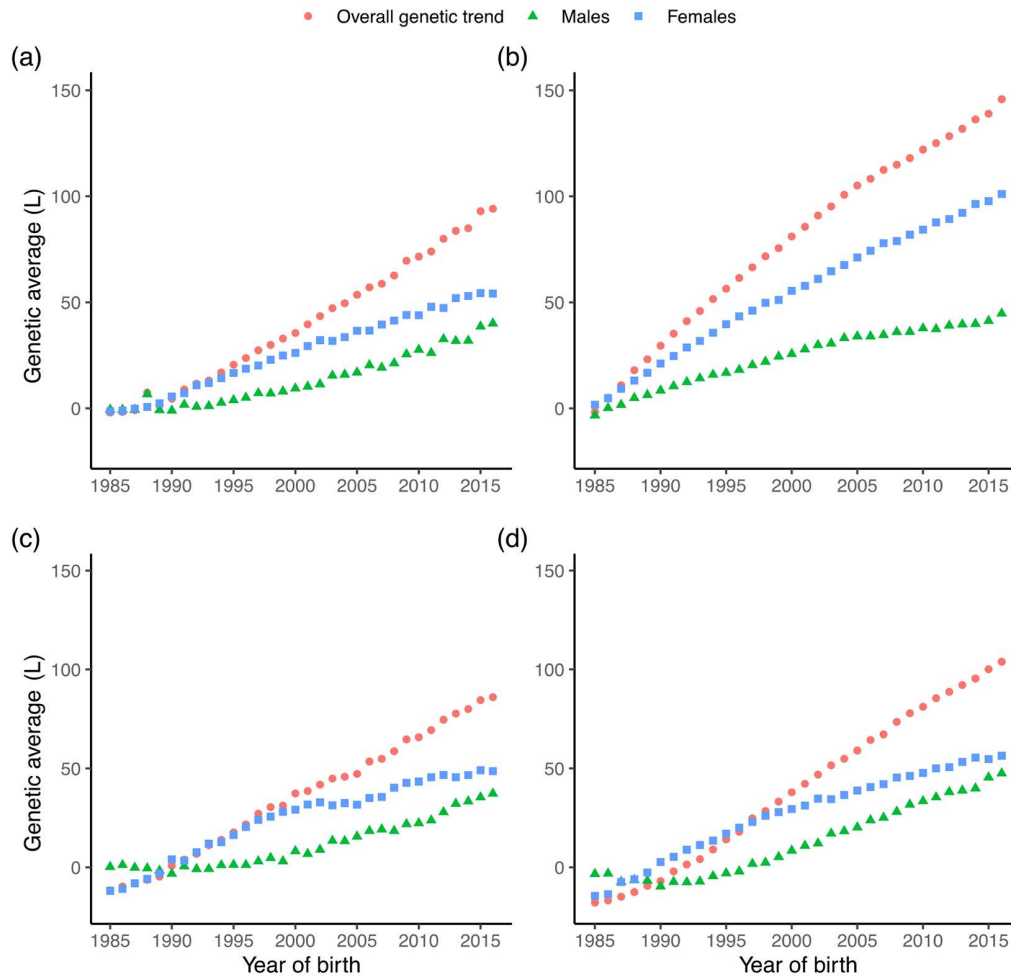 Overall genetic trend Males Females
(a) (b)
150 150
100 100
50 50
0 0
Genetic average (L)
1985 1990 1995 2000 2005 2010 2015 1985 1990 1995 2000 2005 2010 2015
(c) (d)
150 150
100 100
50 50
0 0
Genetic average (L)
1985 1990 1995 2000 2005 2010 2015 1985 1990 1995 2000 2005 2010 2015
Year of birth Year of birth